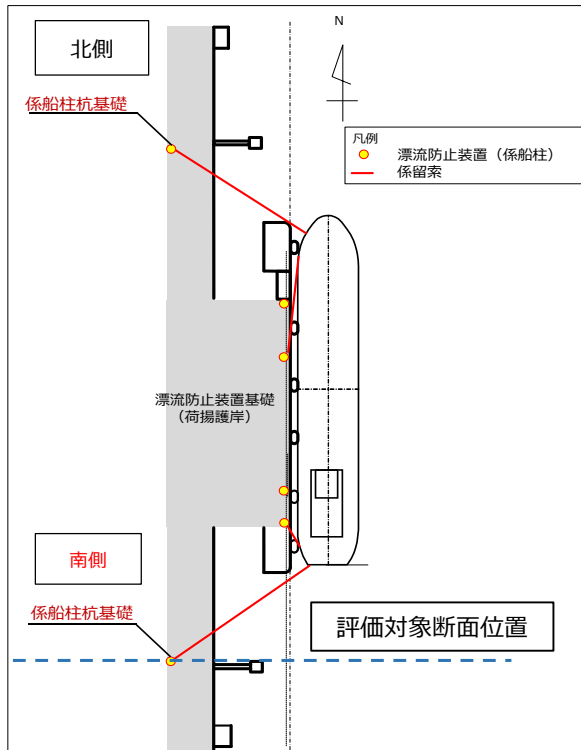 北側
N
係船柱杭基礎
凡例
漂流防止装置（係船柱）
係留索
漂流防止装置基礎
（荷揚護岸）
南側
係船柱杭基礎
評価対象断面位置